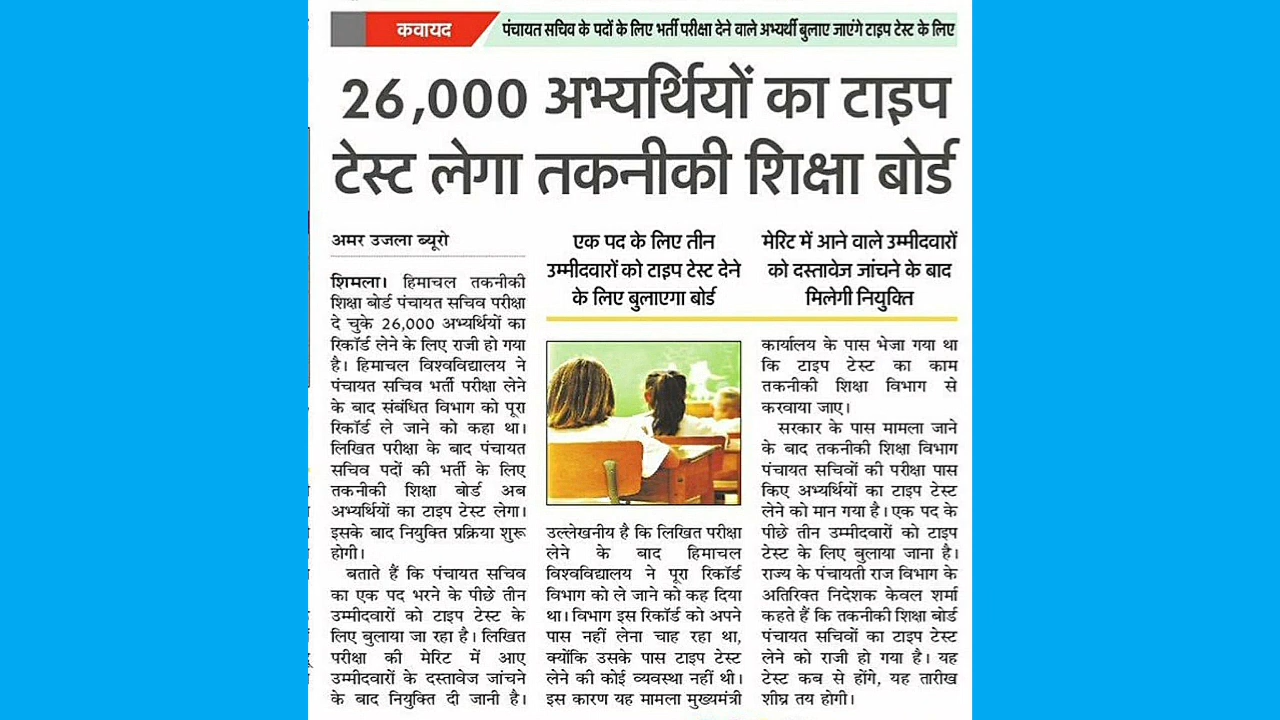 कवायद
पंचायत सचिव के पदों के लिए भर्ती परीक्षा देने वाले अभ्यर्थी बुलाए जाएंगे टाइप टेस्ट के लिए
26,000 अभ्यर्थियों का टाइप
टेस्ट लेगा तकनीकी शिक्षा बोर्ड
अमर उजला ब्यूरो
शिमला। हिमाचल तकनीकी
शिक्षा बोर्ड पंचायत सचिव परीक्षा
दे चुके 26,000 अभ्यर्थियों का
रिकॉर्ड लेने के लिए राजी हो गया
है। हिमाचल विश्वविद्यालय ने
पंचायत सचिव भर्ती परीक्षा लेने
के बाद संबंधित विभाग को पूरा
रिकॉर्ड ले जाने को कहा था।
लिखित परीक्षा के बाद पंचायत
सचिव पदों की भर्ती के लिए
तकनीकी शिक्षा बोर्ड अब
अभ्यर्थियों का टाइप टेस्ट लेगा।
इसके बाद नियुक्ति प्रक्रिया शुरू
होगी।
बताते हैं कि पंचायत सचिव
का एक पद भरने के पीछे तीन
उम्मीदवारों को टाइप टेस्ट के
लिए बुलाया जा रहा है। लिखित
परीक्षा की मेरिट में आए
उम्मीदवारों के दस्तावेज जांचने
के बाद नियुक्ति दी जानी है।
एक पद के लिए तीन
उम्मीदवारों को टाइप टेस्ट देने
के लिए बुलाएगा बोर्ड
उल्लेखनीय है कि लिखित परीक्षा
लेने के बाद हिमाचल
विश्वविद्यालय ने पूरा रिकॉर्ड
विभाग को ले जाने को कह दिया
था। विभाग इस रिकॉर्ड को अपने
पास नहीं लेना चाह रहा था,
क्योंकि उसके पास टाइप टेस्ट
लेने की कोई व्यवस्था नहीं थी।
इस कारण यह मामला मुख्यमंत्री
मेरिट में आने वाले उम्मीदवारों
को दस्तावेज जांचने के बाद
मिलेगी नियुक्ति
कार्यालय के पास भेजा गया था
कि टाइप टेस्ट का काम
तकनीकी शिक्षा विभाग से
करवाया जाए।
सरकार के पास मामला जाने
के बाद तकनीकी शिक्षा विभाग
पंचायत सचिवों की परीक्षा पास
किए अभ्यर्थियों का टाइप टेस्ट
लेने को मान गया है। एक पद के
पीछे तीन उम्मीदवारों को टाइप
टेस्ट के लिए बुलाया जाना है।
राज्य के पंचायती राज विभाग के
अतिरिक्त निदेशक केवल शर्मा
कहते हैं कि तकनीकी शिक्षा बोर्ड
पंचायत सचिवों का टाइप टेस्ट
लेने को राजी हो गया है। यह
टेस्ट कब से होंगे, यह तारीख
शीघ्र तय होगी।